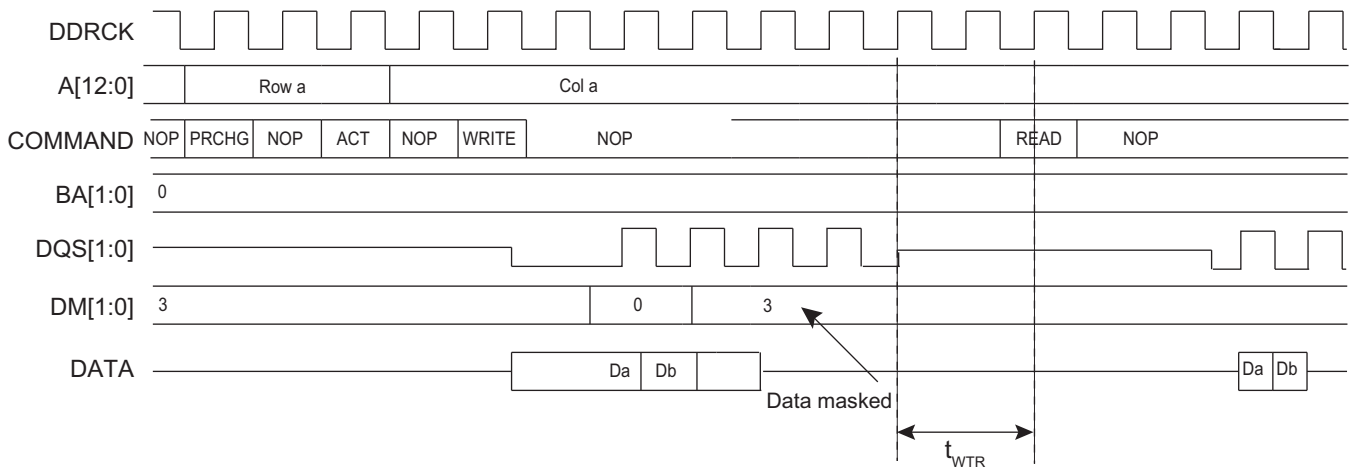 DDRCK
A[12:0] Row a Col a
COMMAND NOP PRCHG NOP ACT NOP WRITE NOP READ NOP
BA[1:0] 0
DQS[1:0]
DM[1:0] 3 0 3
DATA Da Db Da Db
Data masked
tWTR